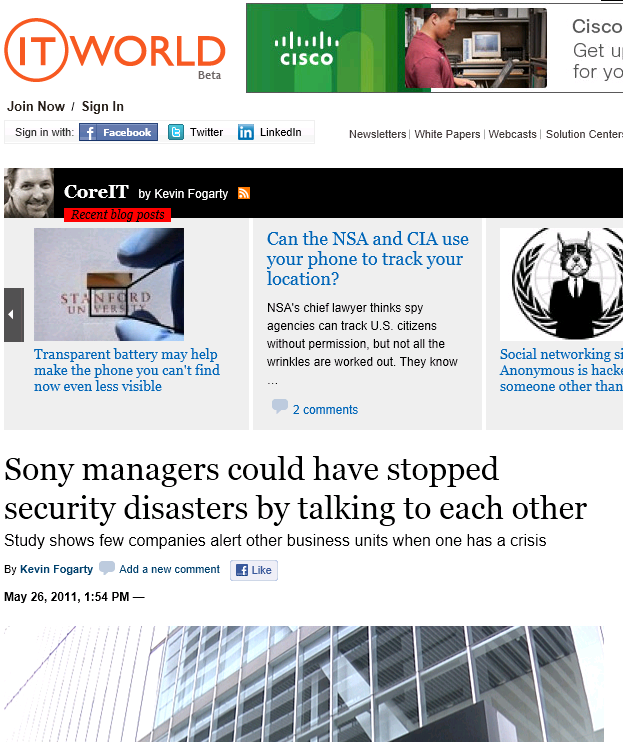 IT WORLD
Beta
CISCO
Cisco
Get u
for yo
Join Now / Sign In
Sign in with: Facebook Twitter LinkedIn
Newsletters | White Papers | Webcasts | Solution Centers
CoreIT by Kevin Fogarty
Recent blog posts
STANFORD
UNIVERSITY
Transparent battery may help
make the phone you can't find
now even less visible
Can the NSA and CIA use
your phone to track your
location?
NSA's chief lawyer thinks spy
agencies can track U.S. citizens
without permission, but not all the
wrinkles are worked out. They know
...
2 comments
Social networking si
Anonymous is hacke
someone other than
Sony managers could have stopped
security disasters by talking to each other
Study shows few companies alert other business units when one has a crisis
By Kevin Fogarty Add a new comment Like
May 26, 2011, 1:54 PM —